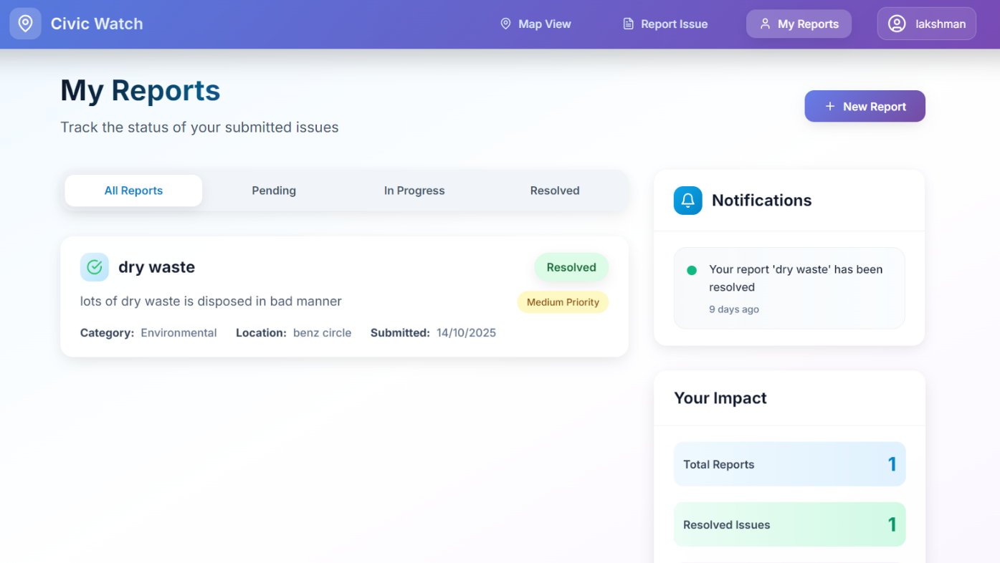 Civic Watch
Map View
Report Issue
My Reports
lakshman
My Reports
Track the status of your submitted issues
+ New Report
All Reports
Pending
In Progress
Resolved
dry waste
Resolved
lots of dry waste is disposed in bad manner
Medium Priority
Category: Environmental
Location: benz circle
Submitted: 14/10/2025
Notifications
Your report 'dry waste' has been
resolved
9 days ago
Your Impact
Total Reports
1
Resolved Issues
1